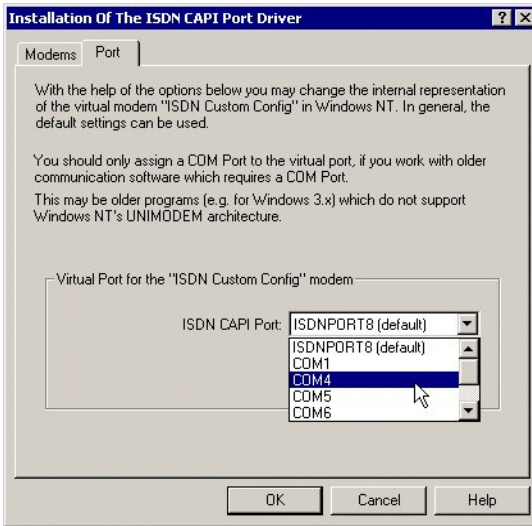 Installation Of The ISDN CAPI Port Driver
Modems Port
With the help of the options below you may change the internal representation
of the virtual modem "ISDN Custom Config" in Windows NT. In general, the
default settings can be used.
You should only assign a COM Port to the virtual port, if you work with older
communication software which requires a COM Port.
This may be older programs (e.g. for Windows 3.x) which do not support
Windows NT's UNIMODEM architecture.
Virtual Port for the "ISDN Custom Config" modem
ISDN CAPI Port: ISDNPORT8 (default)
ISDNPORT8 (default)
COM1
COM4
COM5
COM6
OK Cancel Help